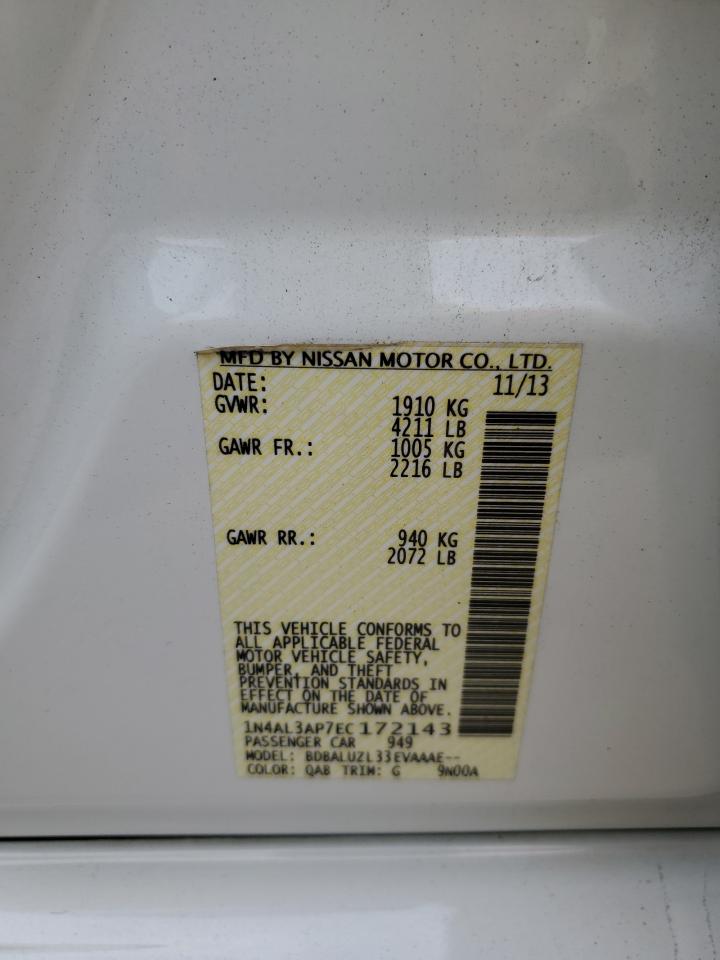 MFD BY NISSAN MOTOR CO., LTD.
DATE: 11/13
GVWR: 1910 KG
4211 LB
GAWR FR.: 1005 KG
2216 LB
GAWR RR.: 940 KG
2072 LB
THIS VEHICLE CONFORMS TO
ALL APPLICABLE FEDERAL
MOTOR VEHICLE SAFETY,
BUMPER, AND THEFT
PREVENTION STANDARDS IN
EFFECT ON THE DATE OF
MANUFACTURE SHOWN ABOVE.
1N4AL3AP7EC172143
PASSENGER CAR 949
MODEL: BDBALUZL33EVAAAE--
COLOR: QAB TRIM: G 9N00A